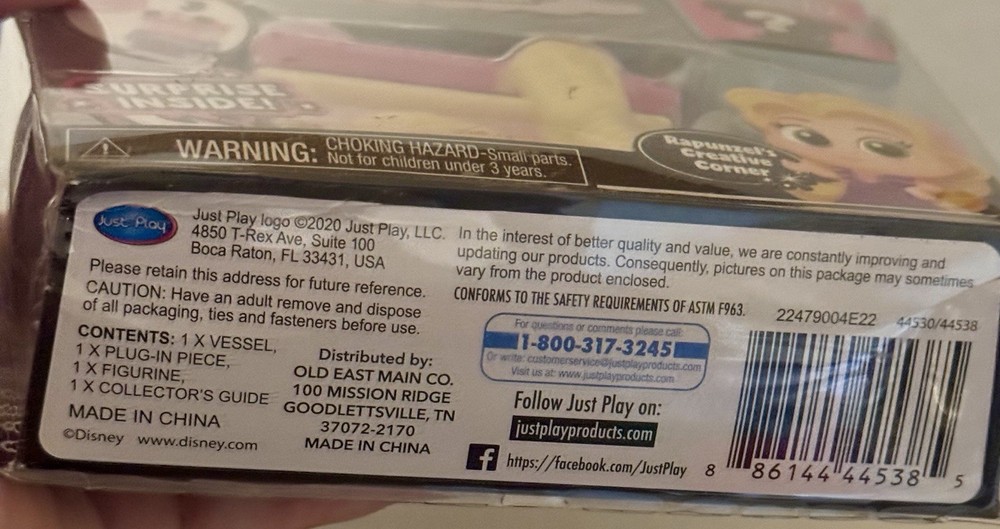 SURPRISE
INSIDE!
WARNING: CHOKING HAZARD-Small parts.
Not for children under 3 years.
Rapunzel's
Creative
Corner
Just Play
Just Play logo ©2020 Just Play, LLC.
4850 T-Rex Ave, Suite 100
Boca Raton, FL 33431, USA
Please retain this address for future reference.
CAUTION: Have an adult remove and dispose
of all packaging, ties and fasteners before use.
CONTENTS: 1 X VESSEL,
1 X PLUG-IN PIECE,
1 X FIGURINE,
1 X COLLECTOR'S GUIDE
MADE IN CHINA
©Disney www.disney.com
Distributed by:
OLD EAST MAIN CO.
100 MISSION RIDGE
GOODLETTSVILLE, TN
37072-2170
MADE IN CHINA
In the interest of better quality and value, we are constantly improving and
updating our products. Consequently, pictures on this package may sometimes
vary from the product enclosed.
CONFORMS TO THE SAFETY REQUIREMENTS OF ASTM F963.
22479004E22 44530/44538
For questions or comments please call:
1-800-317-3245
Or write: customerservice@justplayproducts.com
Visit us at: www.justplayproducts.com
Follow Just Play on:
justplayproducts.com
https://facebook.com/JustPlay
8 86144 44538 5